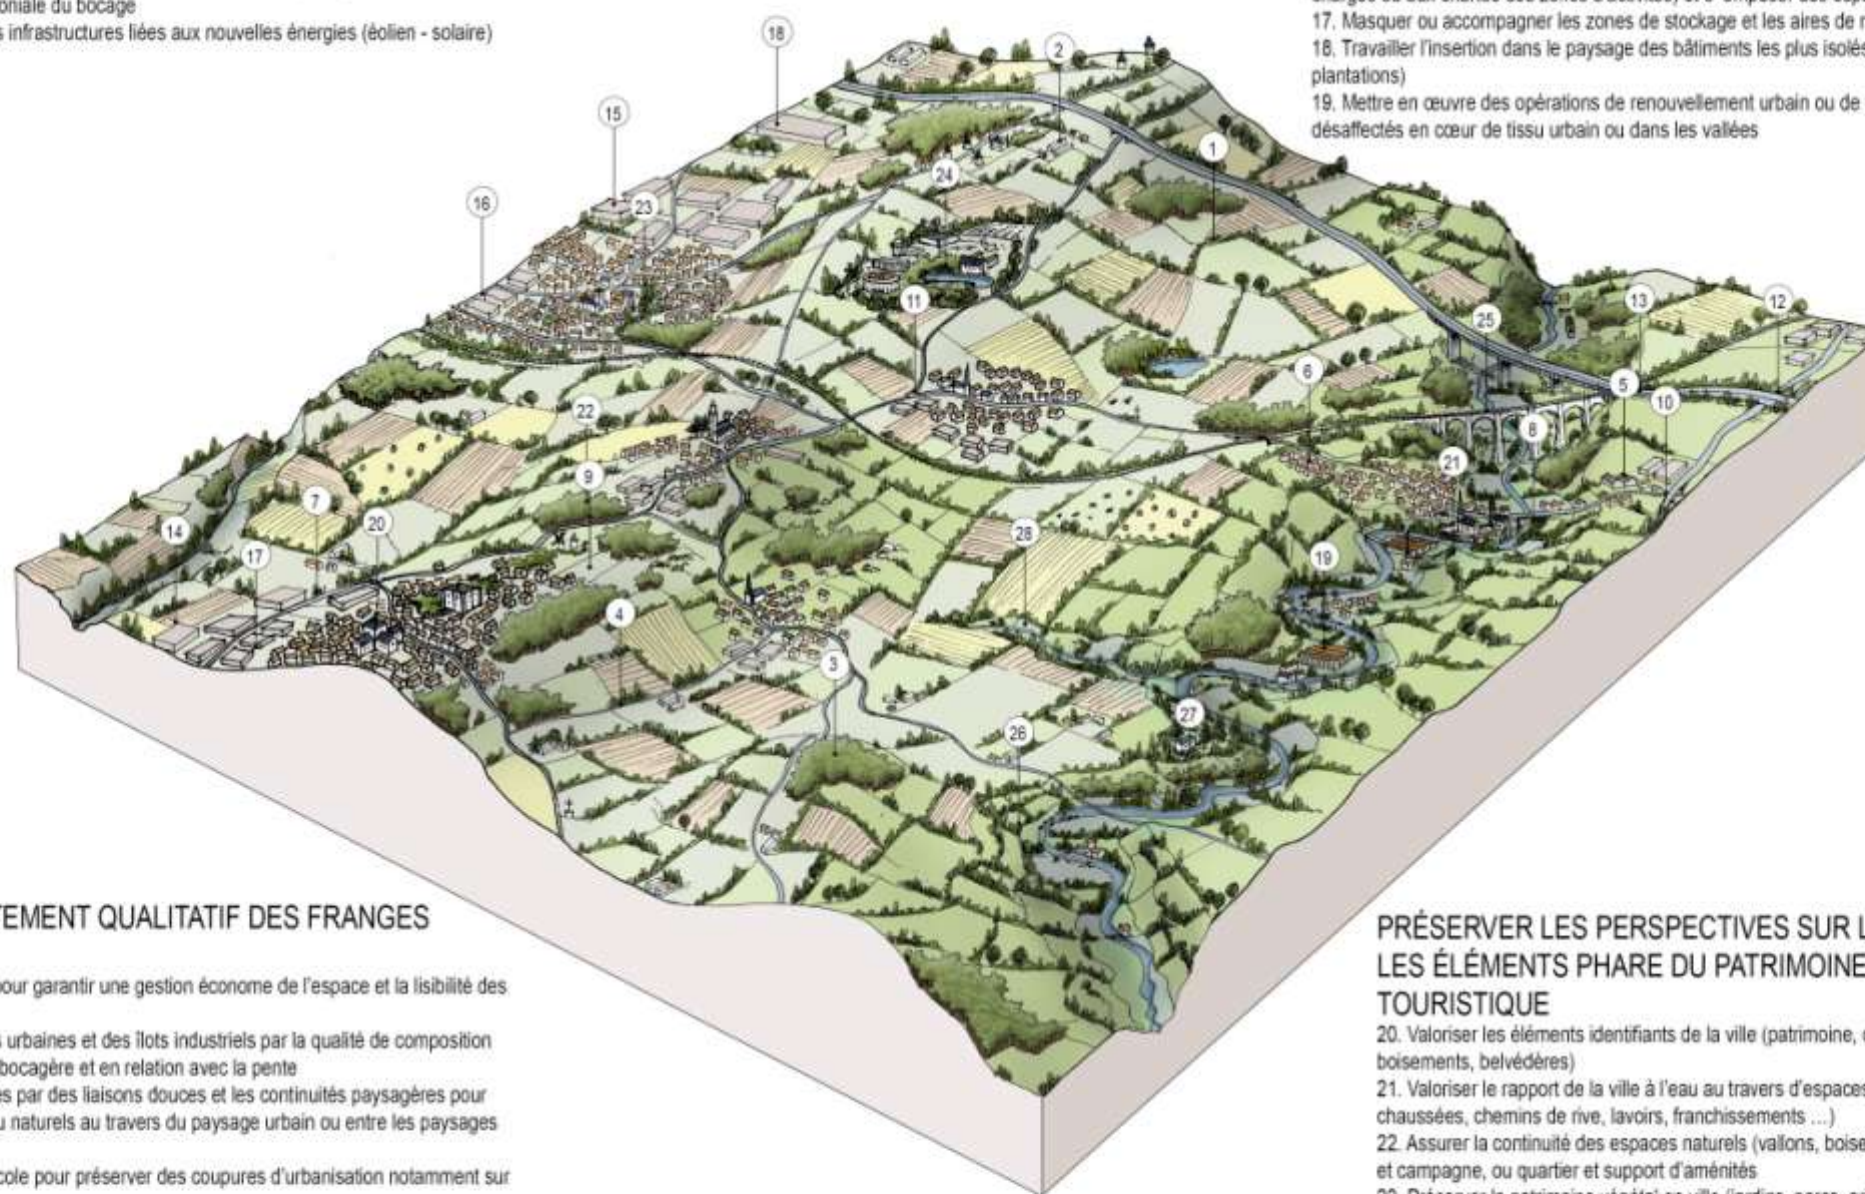 oniale du bocage
s infrastructures liées aux nouvelles énergies (éolien - solaire)
17. Masquer ou accompagner les zones de stockage et les aires de
18. Travailler l'insertion dans le paysage des bâtiments les plus isolés
plantations)
19. Mettre en œuvre des opérations de renouvellement urbain ou de
désaffectés en cœur de tissu urbain ou dans les vallées
18
2
15
1
24
16
23
11
25
13
12
6
5
10
22
8
21
9
7
20
14
28
17
19
4
3
27
26
TEMENT QUALITATIF DES FRANGES
pour garantir une gestion économe de l'espace et la lisibilité des
s urbaines et des îlots industriels par la qualité de composition
bocagère et en relation avec la pente
es par des liaisons douces et les continuités paysagères pour
u naturels au travers du paysage urbain ou entre les paysages
cole pour préserver des coupures d'urbanisation notamment sur
PRÉSERVER LES PERSPECTIVES SUR L
LES ÉLÉMENTS PHARE DU PATRIMOINE
TOURISTIQUE
20. Valoriser les éléments identifiants de la ville (patrimoine,
boisements, belvédères)
21. Valoriser le rapport de la ville à l'eau au travers d'espaces
chaussées, chemins de rive, lavoirs, franchissements ...)
22. Assurer la continuité des espaces naturels (vallons,
et campagne, ou quartier et support d'aménités